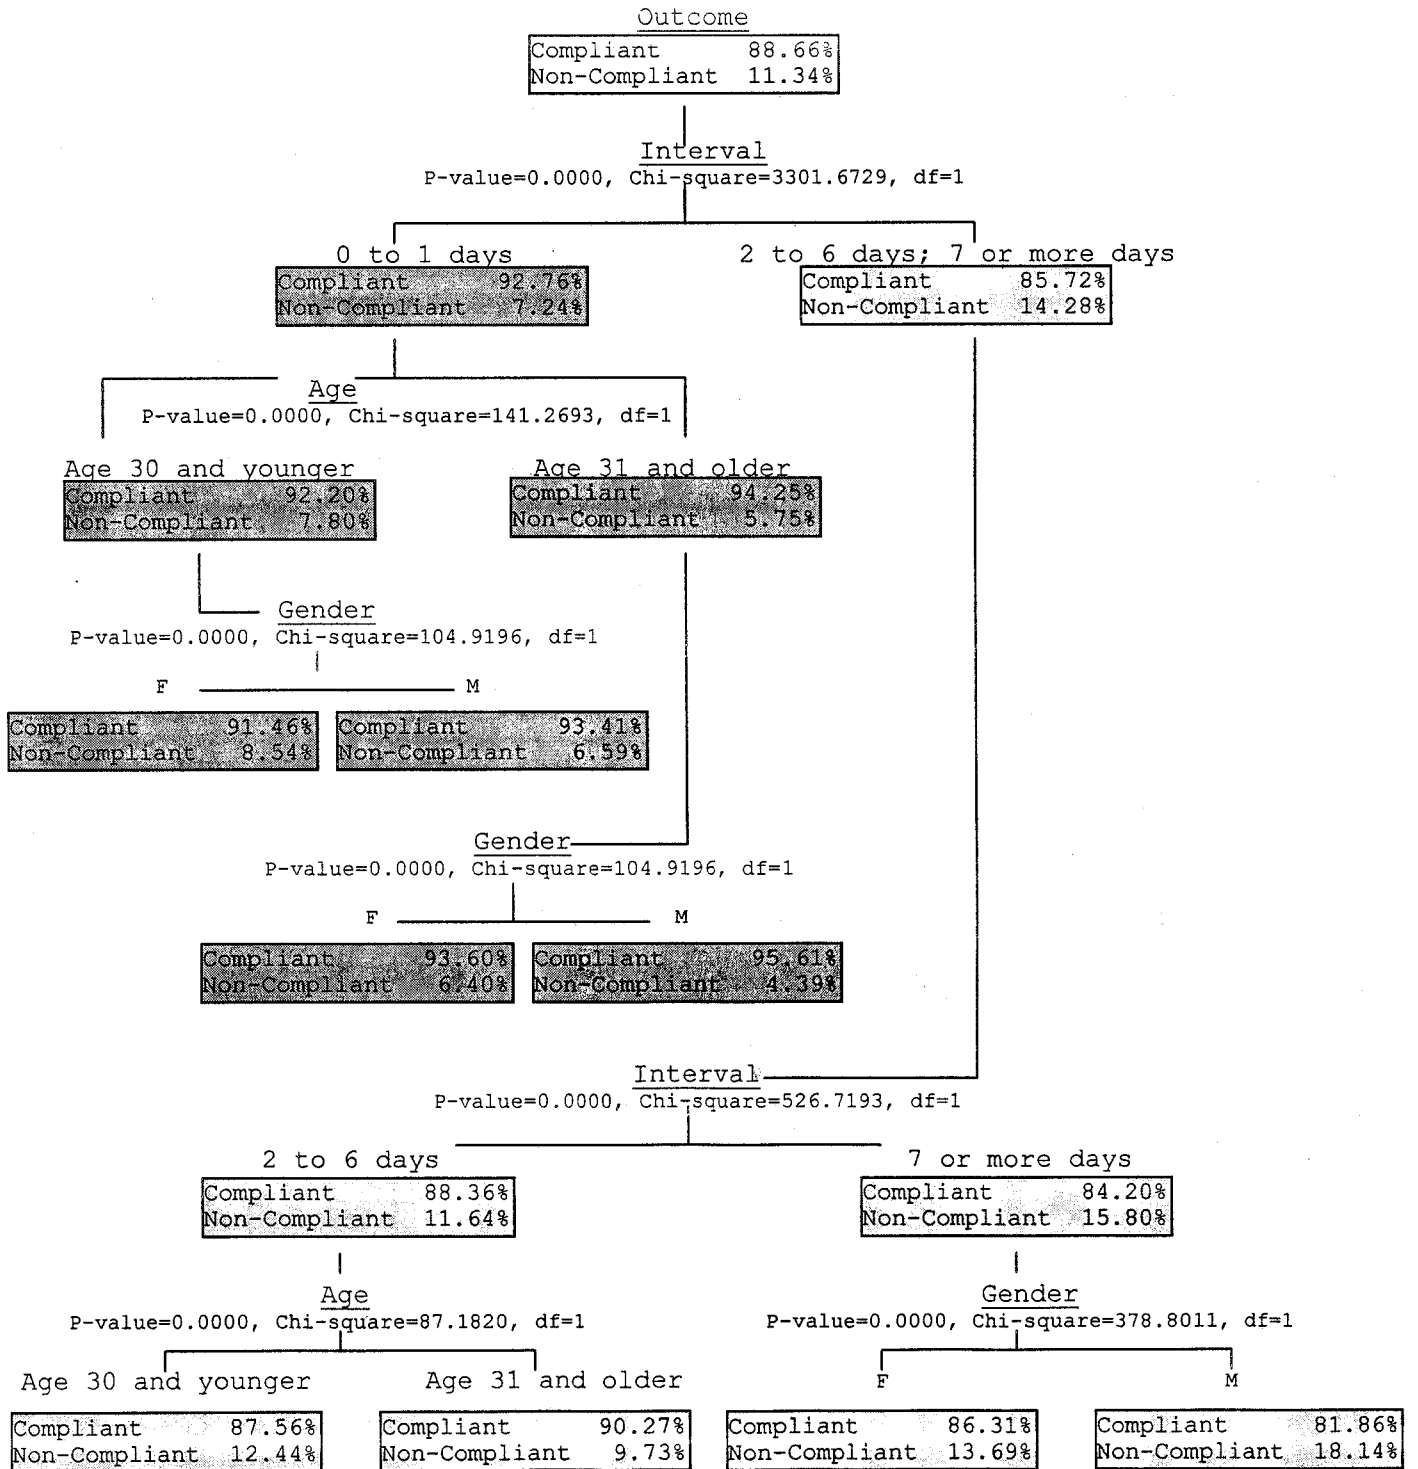 Outcome
Compliant 88.66%
Non-Compliant 11.34%
Interval
P-value=0.0000, Chi-square=3301.6729, df=1
0 to 1 days
Compliant 92.76%
Non-Compliant 7.24%
2 to 6 days; 7 or more days
Compliant 85.72%
Non-Compliant 14.28%
Age
P-value=0.0000, Chi-square=141.2693, df=1
Age 30 and younger
Compliant 92.20%
Non-Compliant 7.80%
Age 31 and older
Compliant 94.25%
Non-Compliant 5.75%
Gender
P-value=0.0000, Chi-square=104.9196, df=1
F
M
Compliant 91.46%
Non-Compliant 8.54%
Compliant 93.41%
Non-Compliant 6.59%
Gender
P-value=0.0000, Chi-square=104.9196, df=1
F
M
Compliant 93.60%
Non-Compliant 6.40%
Compliant 95.61%
Non-Compliant 4.39%
Interval
P-value=0.0000, Chi-square=526.7193, df=1
2 to 6 days
Compliant 88.36%
Non-Compliant 11.64%
7 or more days
Compliant 84.20%
Non-Compliant 15.80%
Age
P-value=0.0000, Chi-square=87.1820, df=1
Gender
P-value=0.0000, Chi-square=378.8011, df=1
Age 30 and younger
Compliant 87.56%
Non-Compliant 12.44%
Age 31 and older
Compliant 90.27%
Non-Compliant 9.73%
F
Compliant 86.31%
Non-Compliant 13.69%
M
Compliant 81.86%
Non-Compliant 18.14%